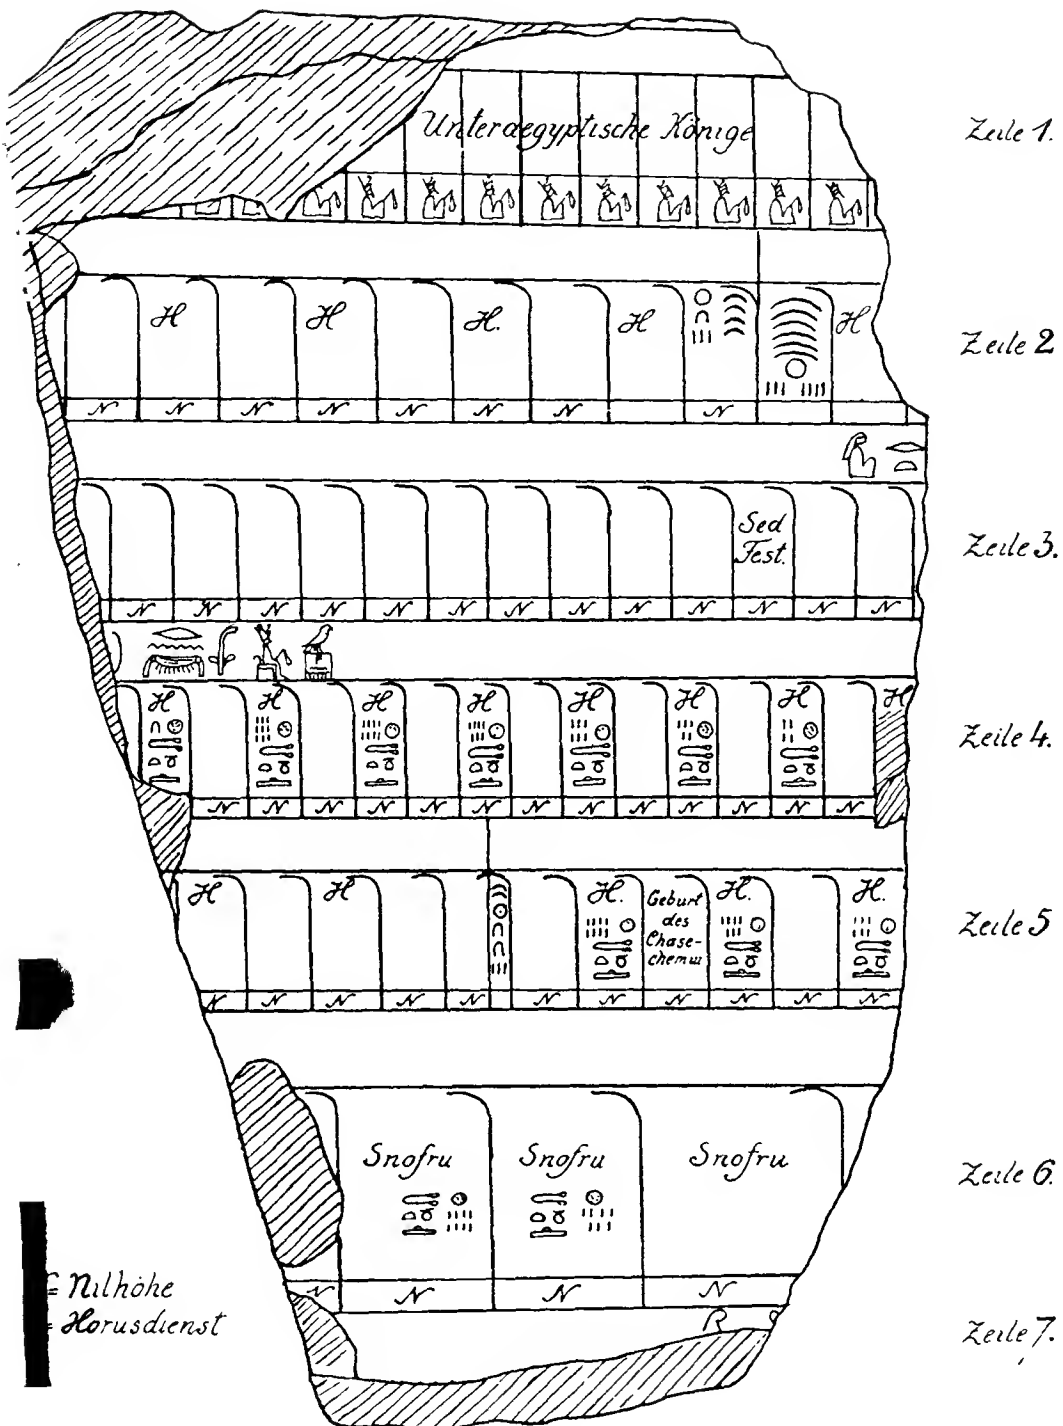 Unteraegyptische Könige
Zeile 1.
H H H. H H
Zeile 2
N N N N N N N N
Sed
Fest.
Zeile 3.
N N N N N N N N N N N N N
H H H H H H H H
Zeile 4.
N N N N N N N N N N N N N
H H H. H. H.
Geburt
des
Chase-
chemui
Zeile 5
N N N N N N N N N N N
Snofru Snofru Snofru
Zeile 6.
N N N N
= Nilhöhe
= Horusdienst
Zeile 7.